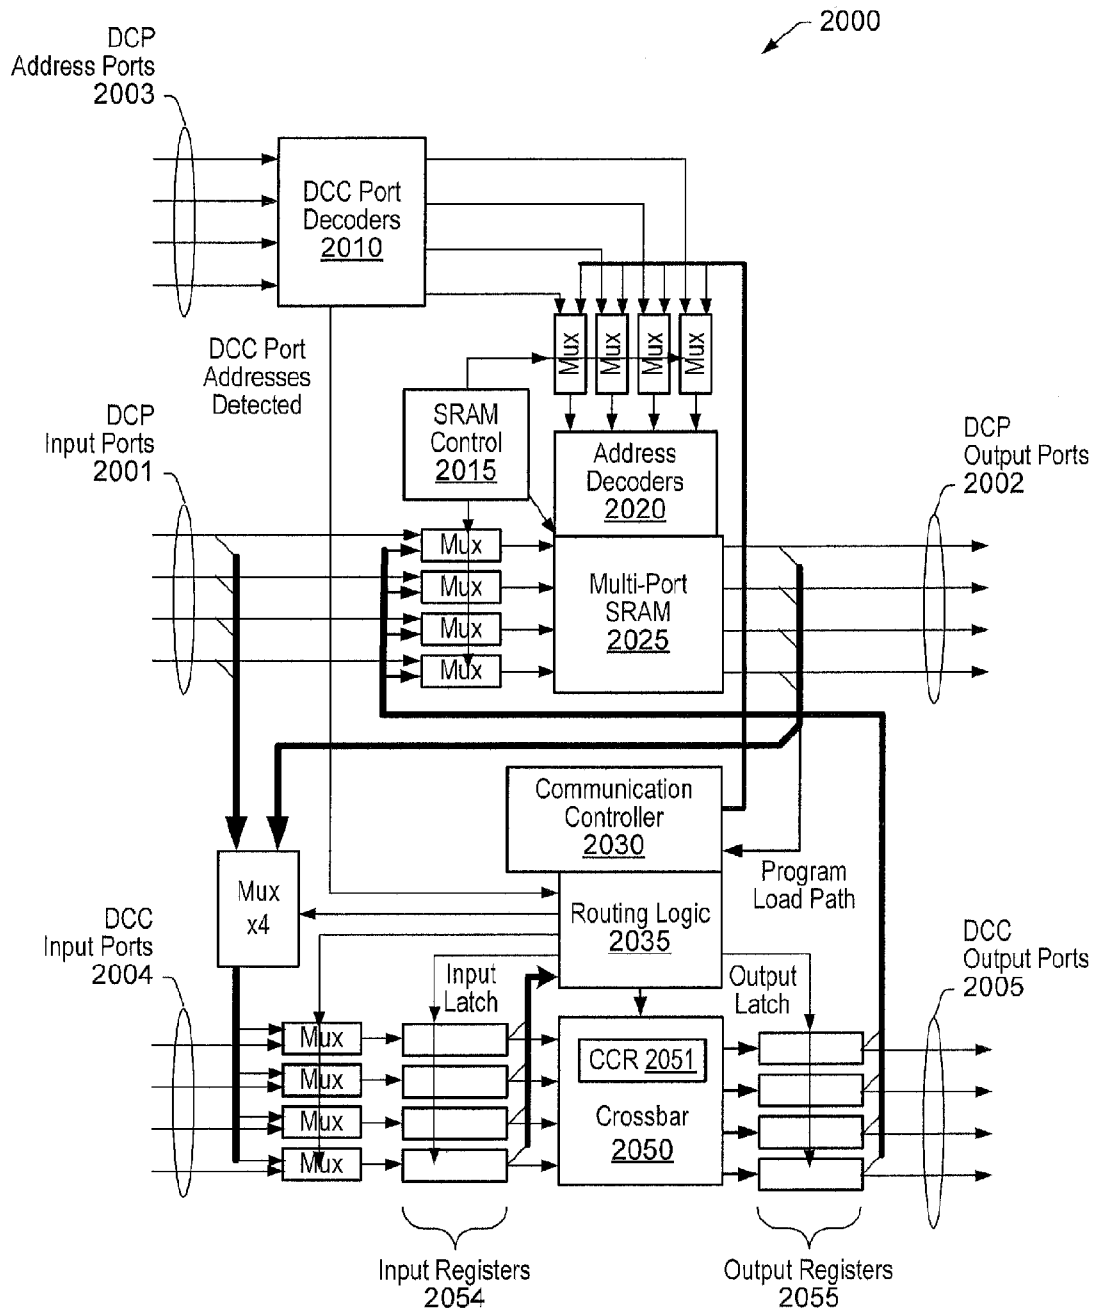 2000
DCP
Address Ports
2003
DCC Port
Decoders
2010
Mux
Mux
Mux
Mux
DCC Port
Addresses
Detected
SRAM
Control
2015
Address
Decoders
2020
DCP
Input Ports
2001
DCP
Output Ports
2002
Mux
Mux
Mux
Mux
Multi-Port
SRAM
2025
Communication
Controller
2030
Program
Load Path
Mux
x4
Routing Logic
2035
DCC
Input Ports
2004
Input
Latch
Output
Latch
DCC
Output Ports
2005
Mux
Mux
Mux
Mux
CCR 2051
Crossbar
2050
Input Registers
2054
Output Registers
2055